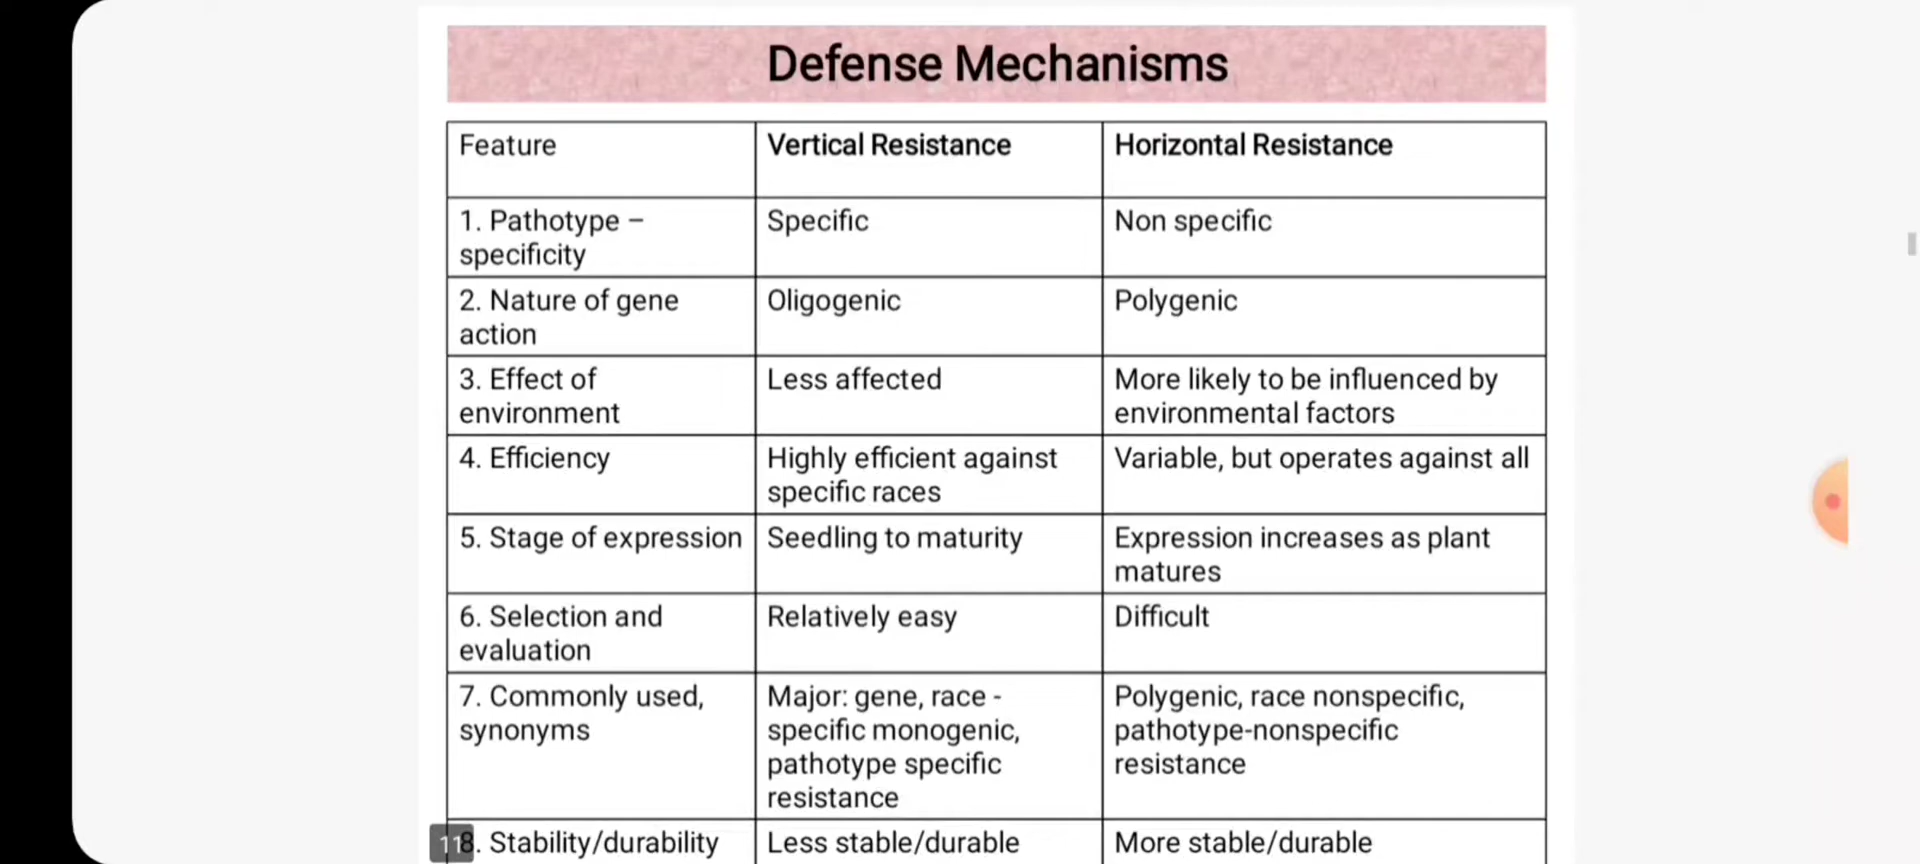 Defense Mechanisms
Feature
Vertical Resistance
Horizontal Resistance
1. Pathotype –
specificity
Specific
Non specific
2. Nature of gene
action
Oligogenic
Polygenic
3. Effect of
environment
Less affected
More likely to be influenced by
environmental factors
4. Efficiency
Highly efficient against
specific races
Variable, but operates against all
5. Stage of expression
Seedling to maturity
Expression increases as plant
matures
6. Selection and
evaluation
Relatively easy
Difficult
7. Commonly used,
synonyms
Major: gene, race -
specific monogenic,
pathotype specific
resistance
Polygenic, race nonspecific,
pathotype-nonspecific
resistance
11
8. Stability/durability
Less stable/durable
More stable/durable